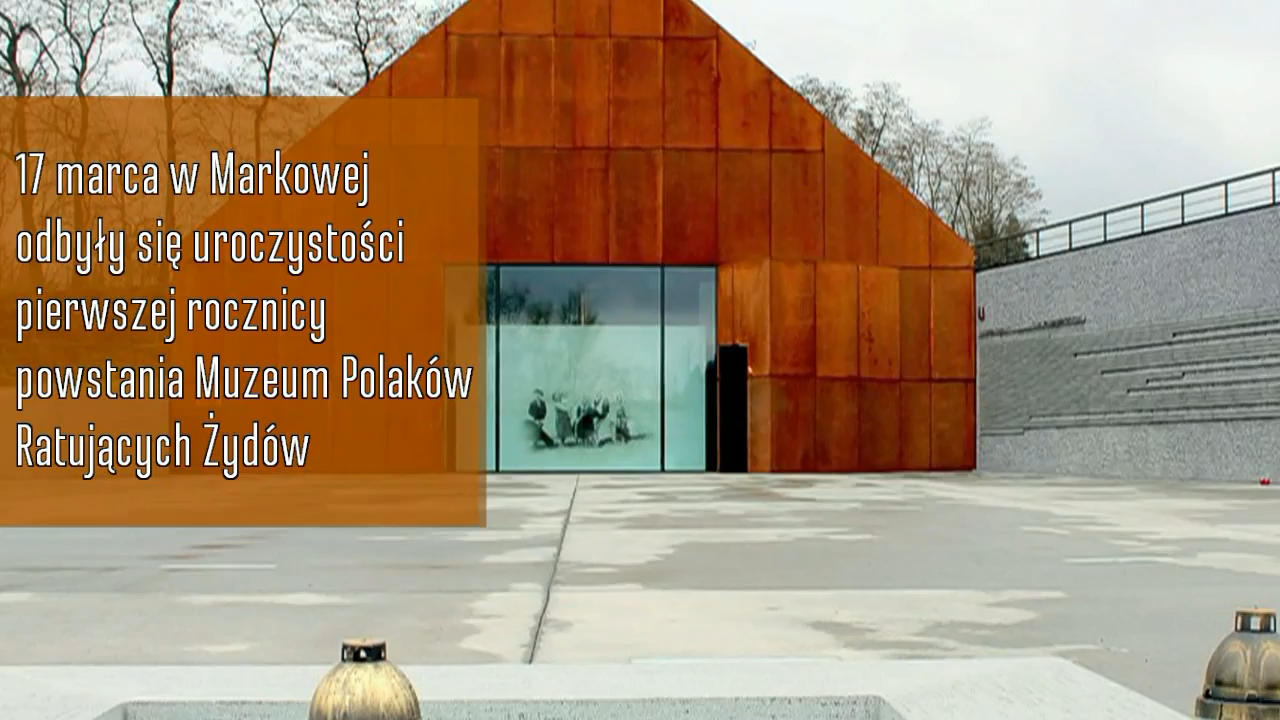 17 marca w Markowej
odbyły się uroczystości
pierwszej rocznicy
powstania Muzeum Polaków
Ratujących Żydów